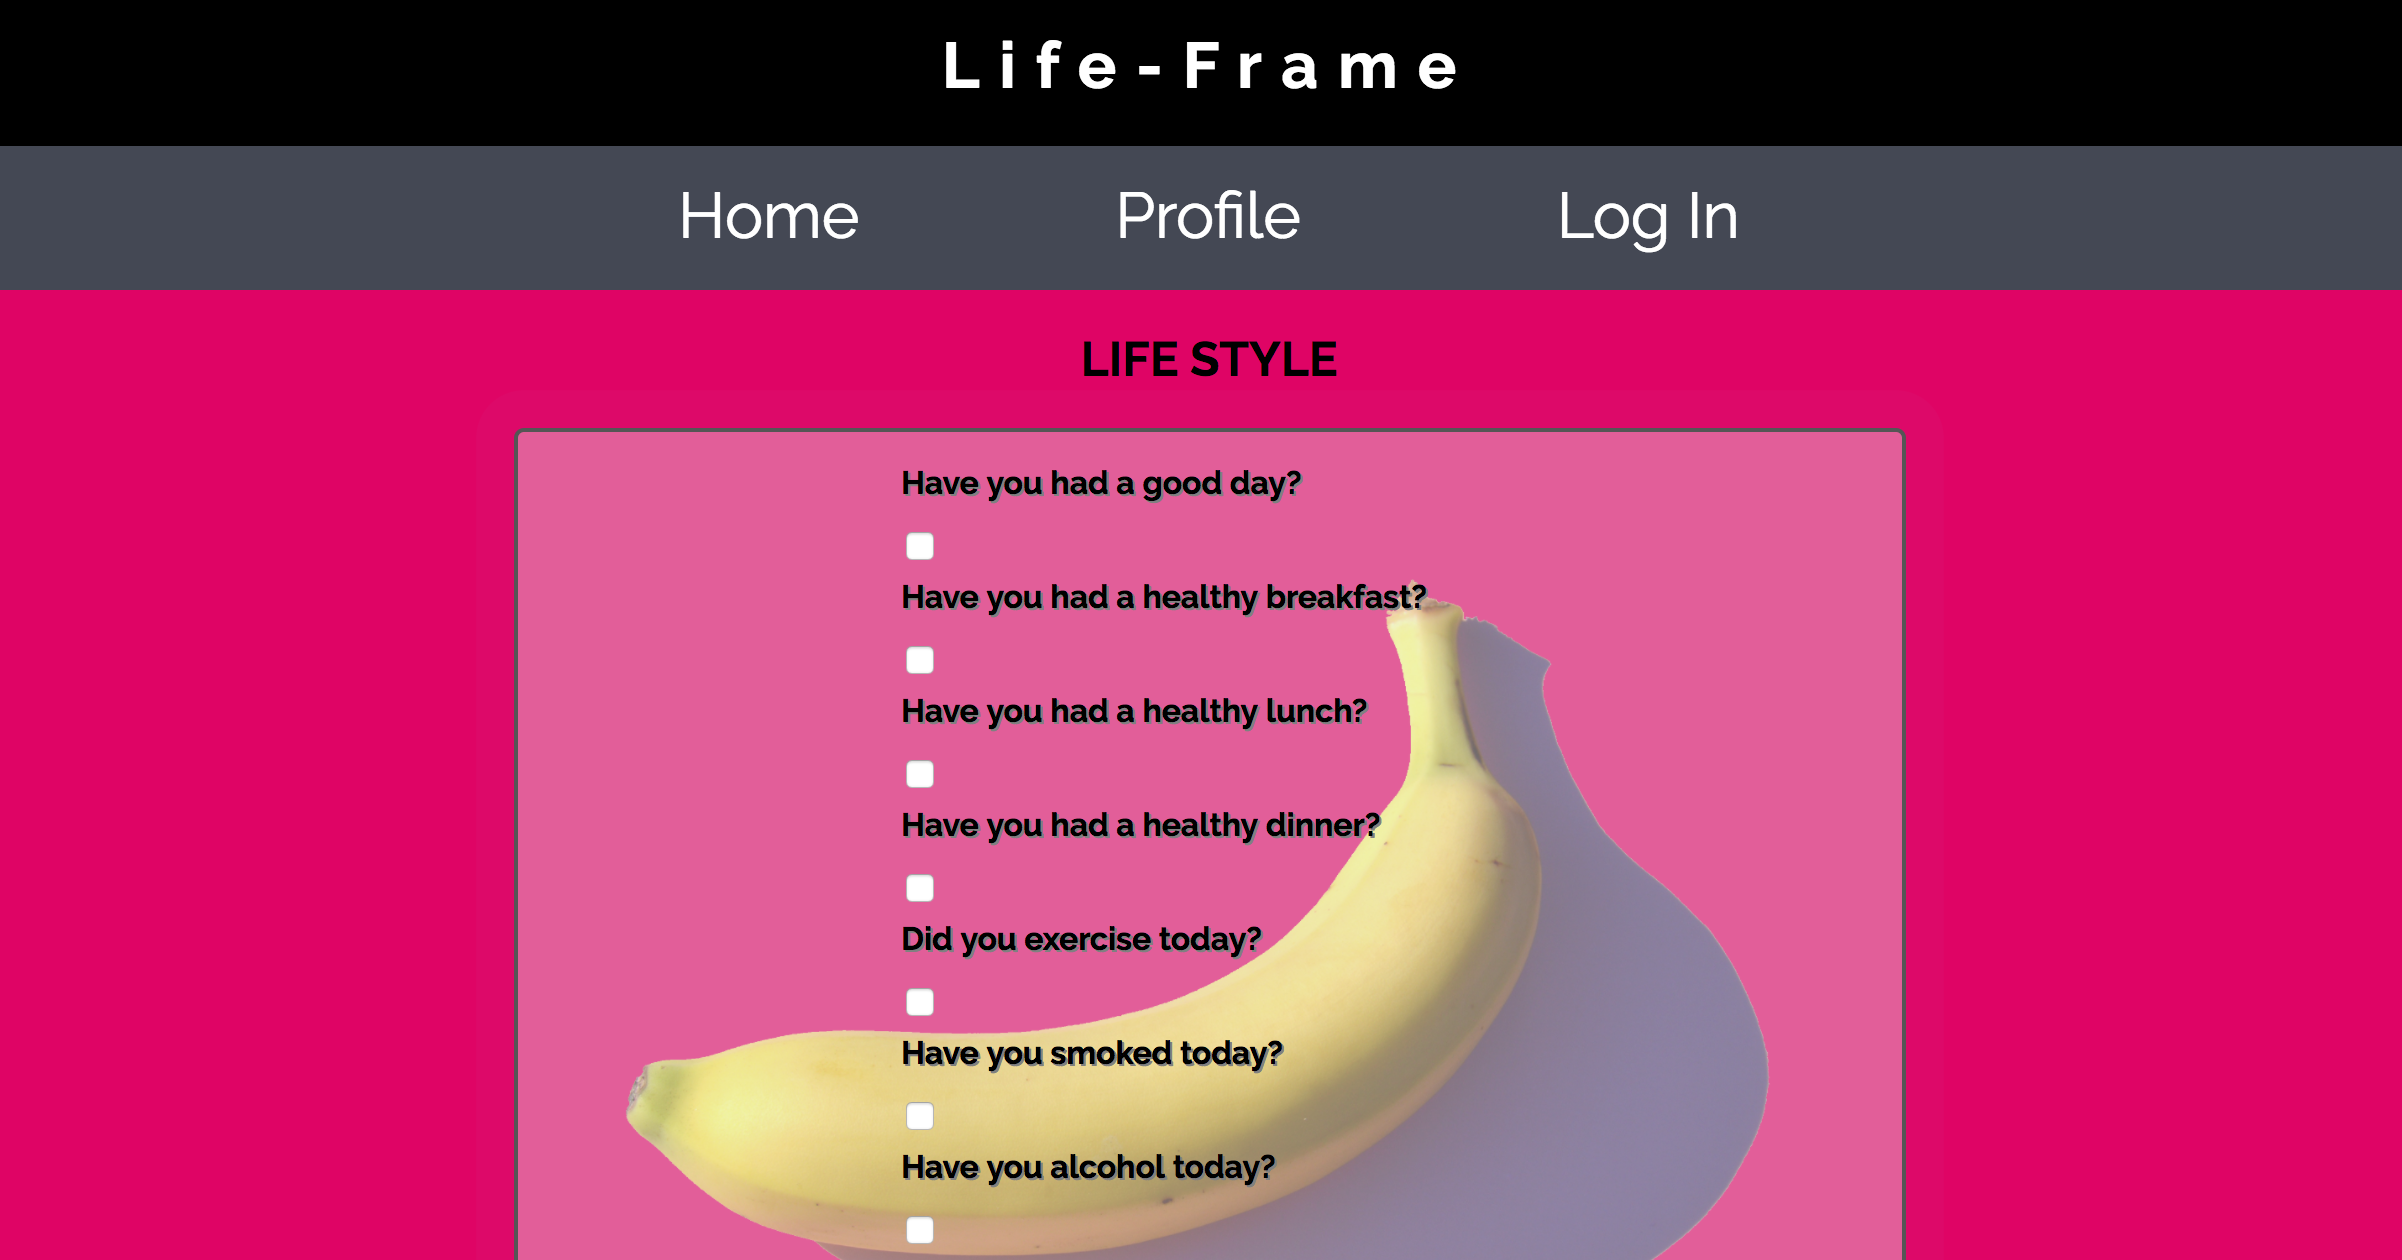 Life-Frame
Home Profile Log In
LIFE STYLE
Have you had a good day?
Have you had a healthy breakfast?
Have you had a healthy lunch?
Have you had a healthy dinner?
Did you exercise today?
Have you smoked today?
Have you alcohol today?